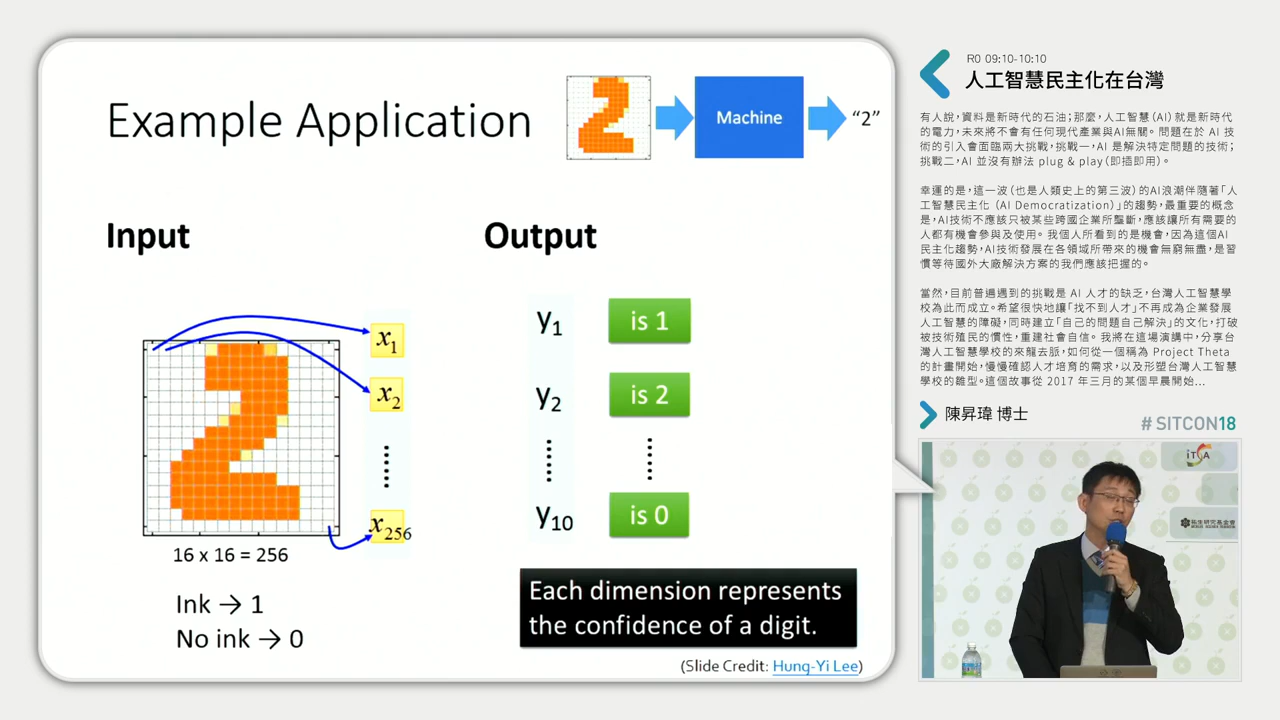 Example Application
Machine
“2”
Input
Output
x1
x2
x256
16 x 16 = 256
Ink → 1
No ink → 0
y1
is 1
y2
is 2
y10
is 0
Each dimension represents
the confidence of a digit.
(Slide Credit: Hung-Yi Lee)
R0 09:10-10:10
人工智慧民主化在台灣
有人說,資料是新時代的石油;那麼,人工智慧(AI)就是新時代
的電力,未來將不會有任何現代產業與AI無關。問題在於 AI 技
術的引入會面臨兩大挑戰,挑戰一,AI 是解決特定問題的技術;
挑戰二,AI 並沒有辦法 plug & play(即插即用)。
幸運的是,這一波(也是人類史上的第三波)的AI浪潮伴隨著「人
工智慧民主化 (AI Democratization)」的趨勢,最重要的概念
是,AI技術不應該只被某些跨國企業所壟斷,應該讓所有需要的
人都有機會參與及使用。我個人所看到的是機會,因為這個AI
民主化趨勢,AI技術發展在各領域所帶來的機會無窮無盡,是習
慣等待國外大廠解決方案的我們應該把握的。
當然,目前普遍遇到的挑戰是 AI 人才的缺乏,台灣人工智慧學
校為此而成立。希望很快地讓「找不到人才」不再成為企業發展
人工智慧的障礙,同時建立「自己的問題自己解決」的文化,打破
被技術殖民的慣性,重建社會自信。我將在這場演講中,分享台
灣人工智慧學校的來龍去脈,如何從一個稱為 Project Theta
的計畫開始,慢慢確認人才培育的需求,以及形塑台灣人工智慧
學校的雛型。這個故事從 2017 年三月的某個早晨開始...
陳昇瑋 博士
# SITCON18